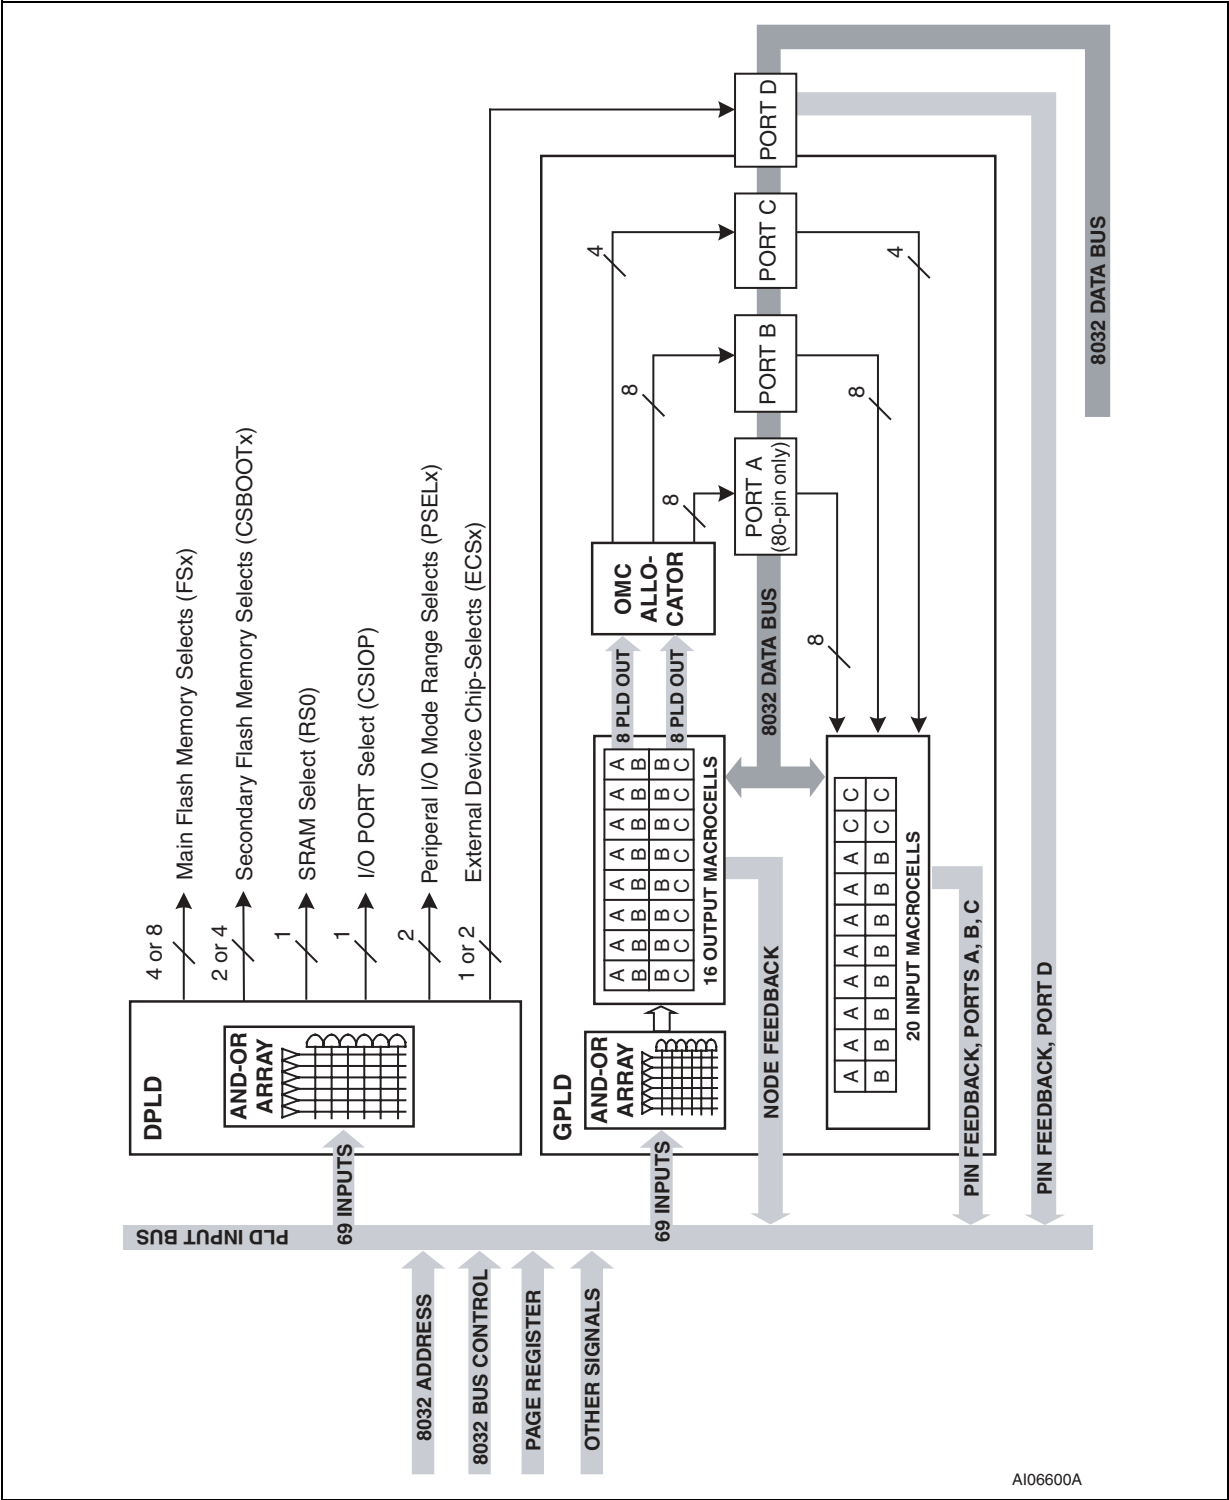 PLD INPUT BUS
8032 ADDRESS
8032 BUS CONTROL
PAGE REGISTER
OTHER SIGNALS
69 INPUTS
DPLD
AND-OR
ARRAY
4 or 8
Main Flash Memory Selects (FSx)
2 or 4
Secondary Flash Memory Selects (CSBOOTx)
1
SRAM Select (RS0)
1
I/O PORT Select (CSIOP)
2
Periperal I/O Mode Range Selects (PSELx)
1 or 2
External Device Chip-Selects (ECSx)
69 INPUTS
GPLD
AND-OR
ARRAY
A A A A A A A A
B B B B B B B B
B B B B B B B B
C C C C C C C C
16 OUTPUT MACROCELLS
8 PLD OUT
8 PLD OUT
OMC
ALLO-
CATOR
8
8
4
PORT A
(80-pin only)
PORT B
PORT C
PORT D
8032 DATA BUS
NODE FEEDBACK
8
8
4
A A A A A A A A C C
B B B B B B B B C C
20 INPUT MACROCELLS
PIN FEEDBACK, PORTS A, B, C
PIN FEEDBACK, PORT D
8032 DATA BUS
AI06600A